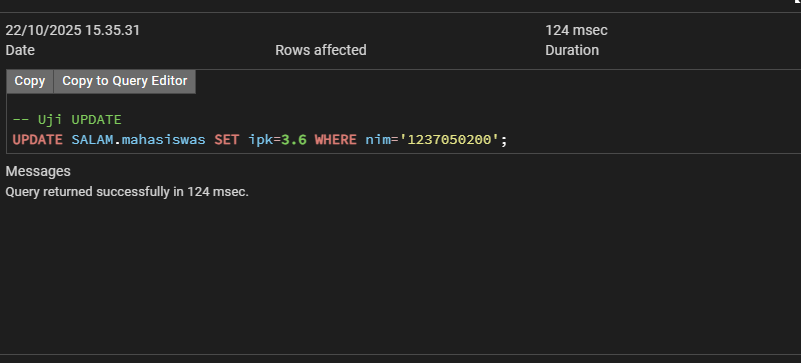 22/10/2025 15.35.31 124 msec
Date Rows affected Duration
Copy Copy to Query Editor
-- Uji UPDATE
UPDATE SALAM.mahasiswas SET ipk=3.6 WHERE nim='1237050200';
Messages
Query returned successfully in 124 msec.